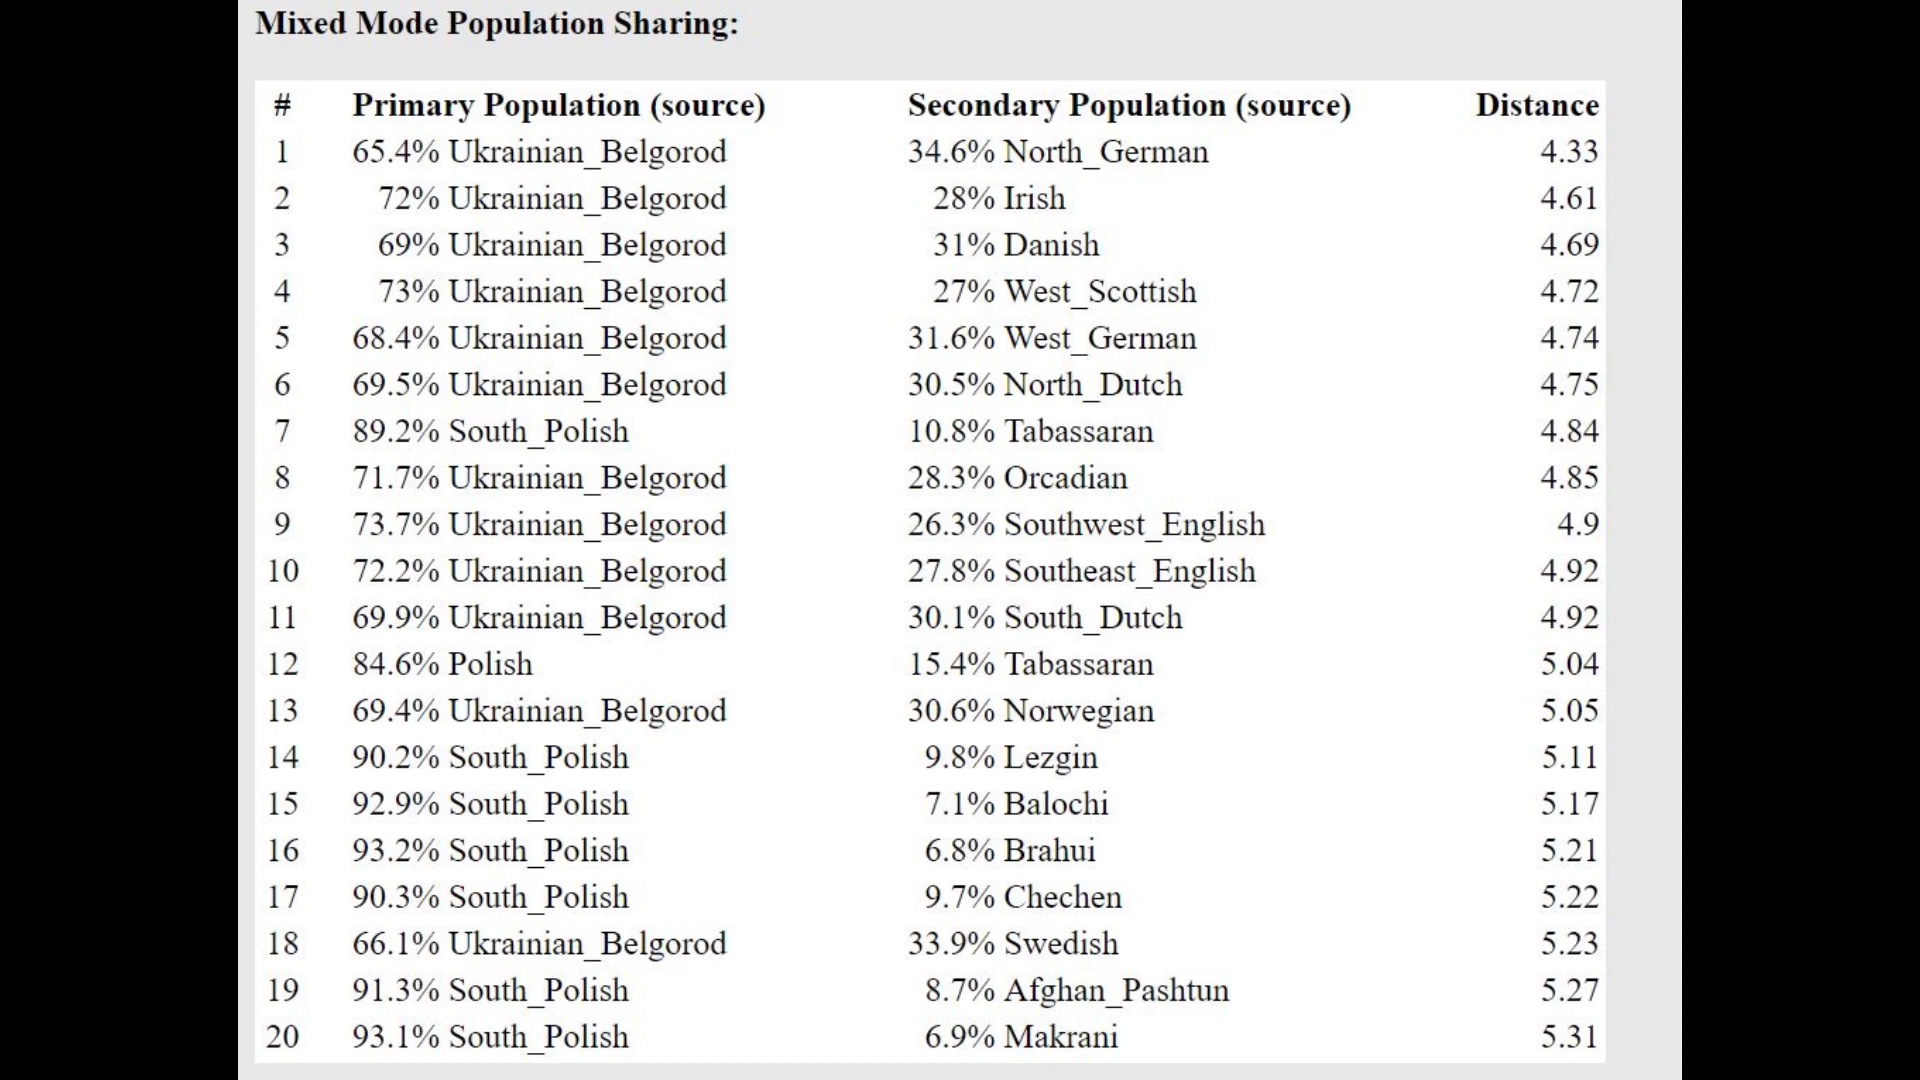 Mixed Mode Population Sharing:
# Primary Population (source) Secondary Population (source) Distance
1 65.4% Ukrainian_Belgorod 34.6% North_German 4.33
2 72% Ukrainian_Belgorod 28% Irish 4.61
3 69% Ukrainian_Belgorod 31% Danish 4.69
4 73% Ukrainian_Belgorod 27% West_Scottish 4.72
5 68.4% Ukrainian_Belgorod 31.6% West_German 4.74
6 69.5% Ukrainian_Belgorod 30.5% North_Dutch 4.75
7 89.2% South_Polish 10.8% Tabassaran 4.84
8 71.7% Ukrainian_Belgorod 28.3% Orcadian 4.85
9 73.7% Ukrainian_Belgorod 26.3% Southwest_English 4.9
10 72.2% Ukrainian_Belgorod 27.8% Southeast_English 4.92
11 69.9% Ukrainian_Belgorod 30.1% South_Dutch 4.92
12 84.6% Polish 15.4% Tabassaran 5.04
13 69.4% Ukrainian_Belgorod 30.6% Norwegian 5.05
14 90.2% South_Polish 9.8% Lezgin 5.11
15 92.9% South_Polish 7.1% Balochi 5.17
16 93.2% South_Polish 6.8% Brahui 5.21
17 90.3% South_Polish 9.7% Chechen 5.22
18 66.1% Ukrainian_Belgorod 33.9% Swedish 5.23
19 91.3% South_Polish 8.7% Afghan_Pashtun 5.27
20 93.1% South_Polish 6.9% Makrani 5.31